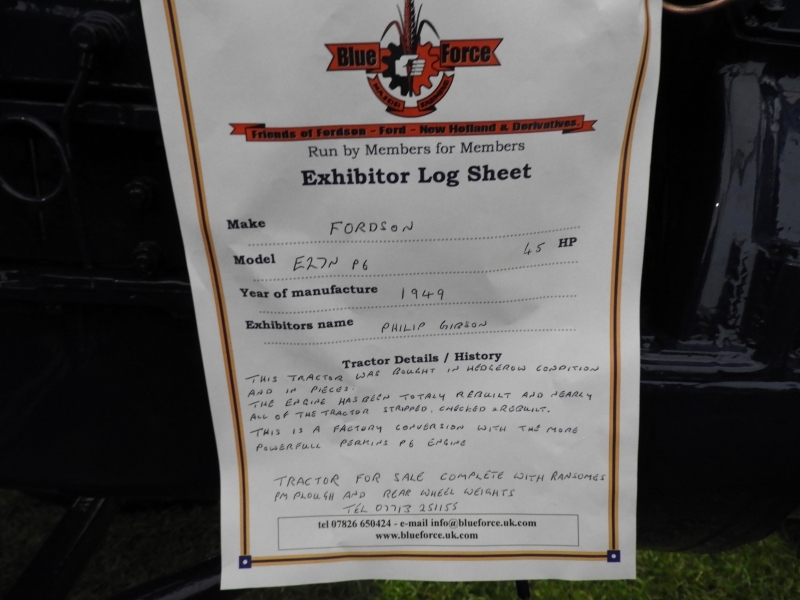 Blue Force
Friends of Fordson - Ford - New Holland & Derivatives.
Run by Members for Members
Exhibitor Log Sheet
Make FORDSON
Model E27N P6 45 HP
Year of manufacture 1949
Exhibitors name PHILIP GIBSON
Tractor Details / History
THIS TRACTOR WAS BOUGHT IN HEDGEROW CONDITION
AND IN PIECES.
THE ENGINE HAS BEEN TOTALY REBUILT AND NEARLY
ALL OF THE TRACTOR STRIPPED, CHECKED & REBUILT.
THIS IS A FACTORY CONVERSION WITH THE MORE
POWERFULL PERKINS P6 ENGINE
TRACTOR FOR SALE COMPLETE WITH RANSOMES
PM PLOUGH AND REAR WHEEL WEIGHTS
TEL 07713 251155
tel 07826 650424 - e-mail info@blueforce.uk.com
www.blueforce.uk.com